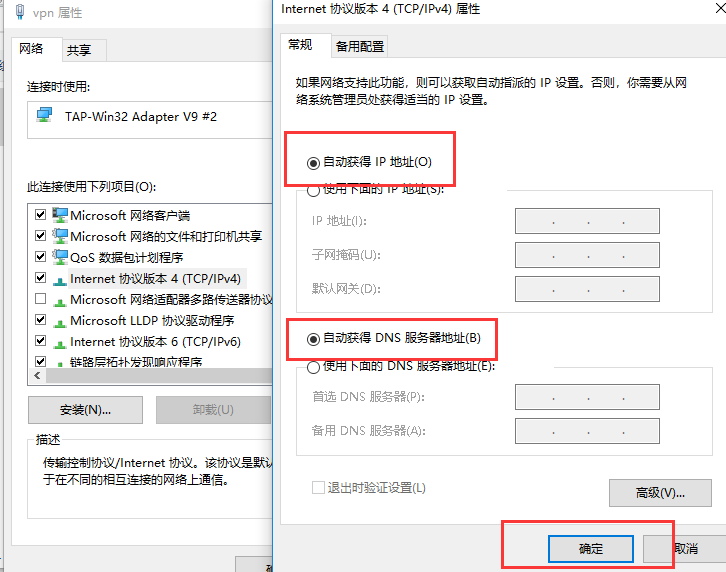 vpn 属性
网络
共享
连接时使用:
TAP-Win32 Adapter V9 #2
此连接使用下列项目(O):
Microsoft 网络客户端
Microsoft 网络的文件和打印机共享
QoS 数据包计划程序
Internet 协议版本 4 (TCP/IPv4)
Microsoft 网络适配器多路传送器协议
Microsoft LLDP 协议驱动程序
Internet 协议版本 6 (TCP/IPv6)
链路层拓扑发现响应程序
安装(N)...
卸载(U)
描述
传输控制协议/Internet 协议。该协议是默认
于在不同的相互连接的网络上通信。
Internet 协议版本 4 (TCP/IPv4) 属性
常规
备用配置
如果网络支持此功能，则可以获取自动指派的 IP 设置。否则，你需要从网
络系统管理员处获得适当的 IP 设置。
自动获得 IP 地址(O)
使用下面的 IP 地址(S):
IP 地址(I):
子网掩码(U):
默认网关(D):
自动获得 DNS 服务器地址(B)
使用下面的 DNS 服务器地址(E):
首选 DNS 服务器(P):
备用 DNS 服务器(A):
退出时验证设置(L)
高级(V)...
确定
取消